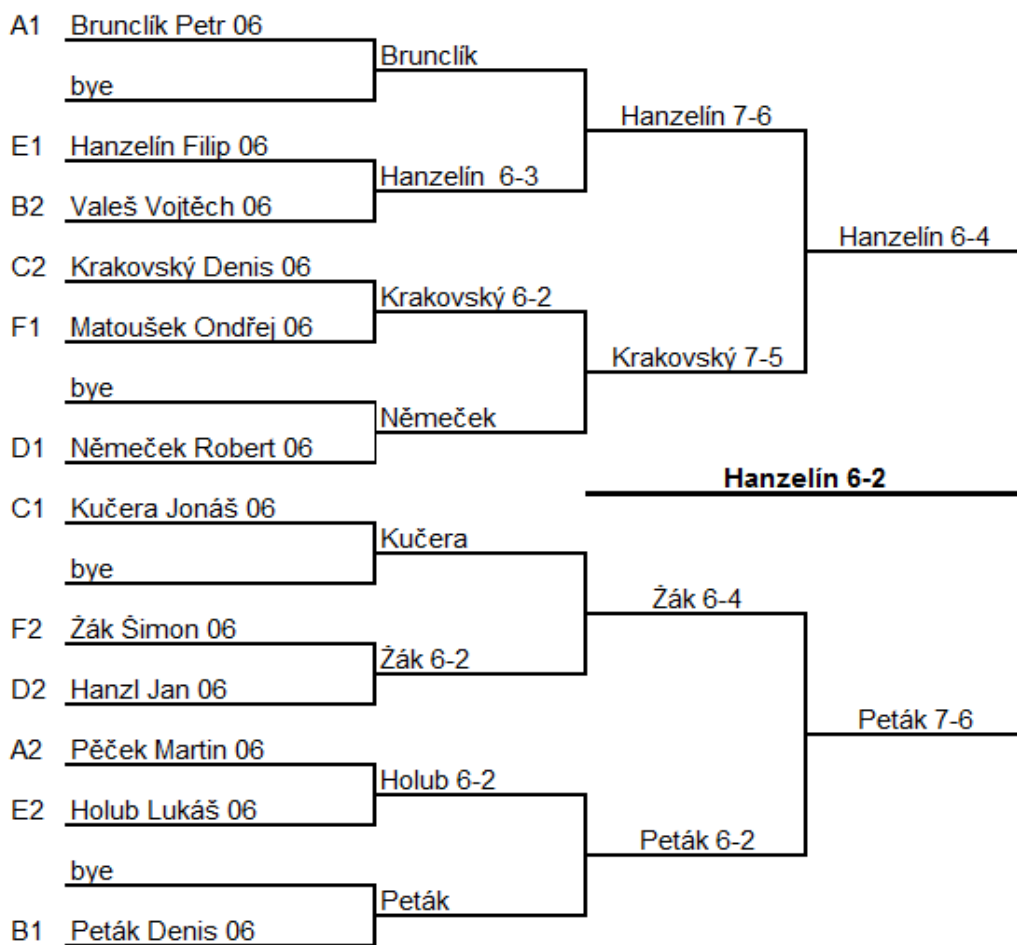 A1 Brunclík Petr 06
Brunclík
bye
Hanzelín 7-6
E1 Hanzelín Filip 06
Hanzelín  6-3
B2 Valeš Vojtěch 06
Hanzelín 6-4
C2 Krakovský Denis 06
Krakovský 6-2
F1 Matoušek Ondřej 06
Krakovský 7-5
bye
Němeček
D1 Němeček Robert 06
Hanzelín 6-2
C1 Kučera Jonáš 06
Kučera
bye
Žák 6-4
F2 Žák Šimon 06
Žák 6-2
D2 Hanzl Jan 06
Peták 7-6
A2 Pěček Martin 06
Holub 6-2
E2 Holub Lukáš 06
Peták 6-2
bye
Peták
B1 Peták Denis 06